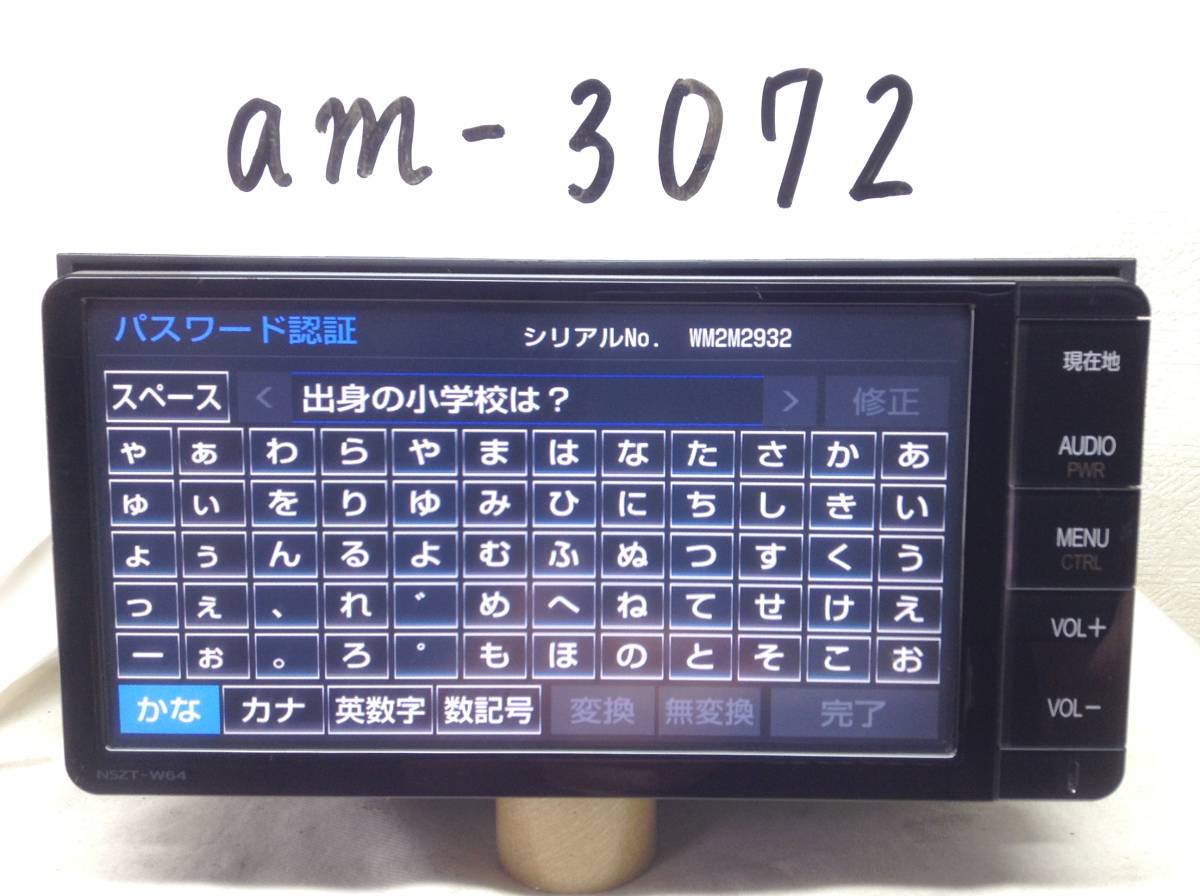 am-3072
パスワード認証 シリアルNo. WM2M2932
スペース < 出身の小学校は？ > 修正
ゃ ぁ わ ら や ま は な た さ か あ
ゅ ぃ を り ゆ み ひ に ち し き い
ょ ぅ ん る よ む ふ ぬ つ す く う
っ ぇ 、 れ ゛ め へ ね て せ け え
ー ぉ 。 ろ ゜ も ほ の と そ こ お
かな カナ 英数字 数記号 変換 無変換 完了
現在地
AUDIO
PWR
MENU
CTRL
VOL＋
VOL－
NSZT-W64